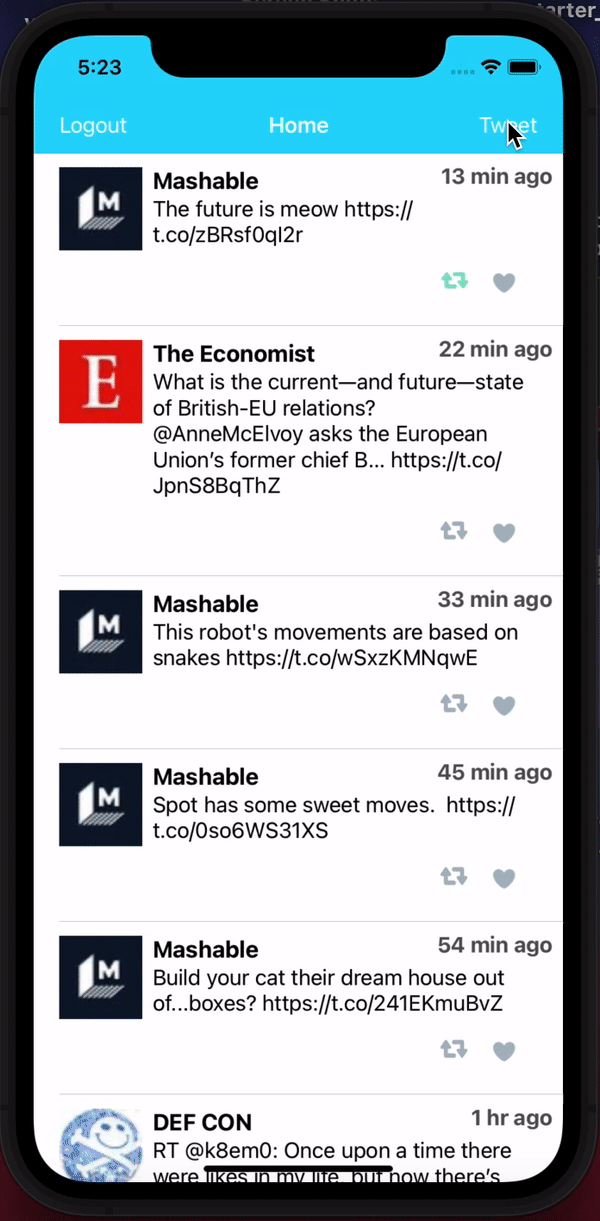 arter_
5:23
Logout Home Tweet
Mashable 13 min ago
The future is meow https://
t.co/zBRsf0ql2r
The Economist 22 min ago
What is the current—and future—state
of British-EU relations?
@AnneMcElvoy asks the European
Union’s former chief B... https://t.co/
JpnS8BqThZ
Mashable 33 min ago
This robot's movements are based on
snakes https://t.co/wSxzKMNqwE
Mashable 45 min ago
Spot has some sweet moves.  https://
t.co/0so6WS31XS
Mashable 54 min ago
Build your cat their dream house out
of...boxes? https://t.co/241EKmuBvZ
DEF CON 1 hr ago
RT @k8em0: Once upon a time there
were likes in my life, but now there’s